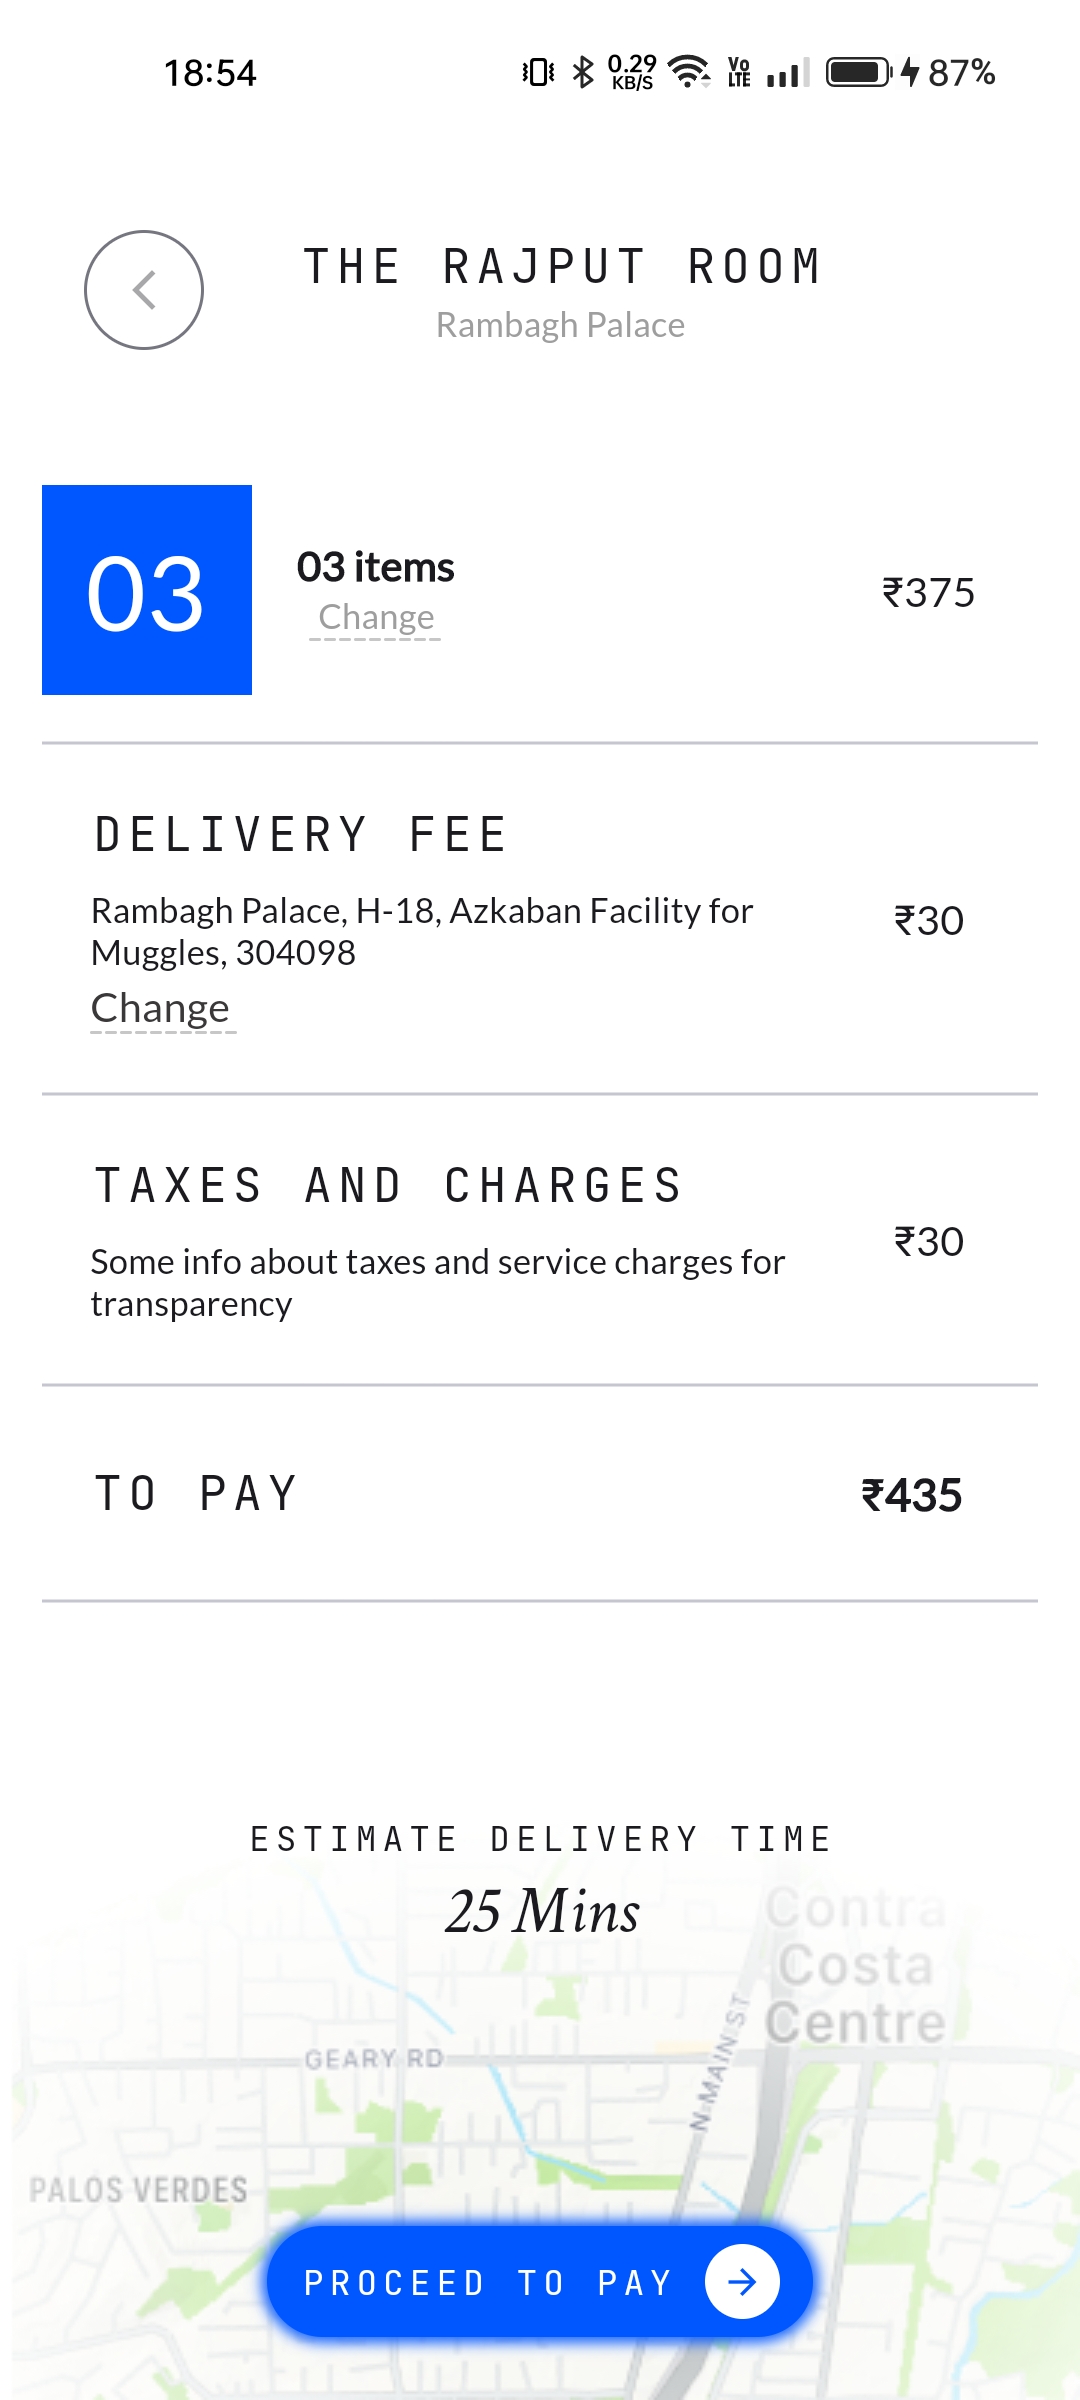 18:54
0.29
KB/S
Vo
LTE
87%
THE RAJPUT ROOM
Rambagh Palace
03
03 items
Change
₹375
DELIVERY FEE
Rambagh Palace, H-18, Azkaban Facility for
Muggles, 304098
₹30
Change
TAXES AND CHARGES
Some info about taxes and service charges for
transparency
₹30
TO PAY
₹435
ESTIMATE DELIVERY TIME
25 Mins
Contra
Costa
Centre
GEARY RD
N MAIN ST
PALOS VERDES
PROCEED TO PAY